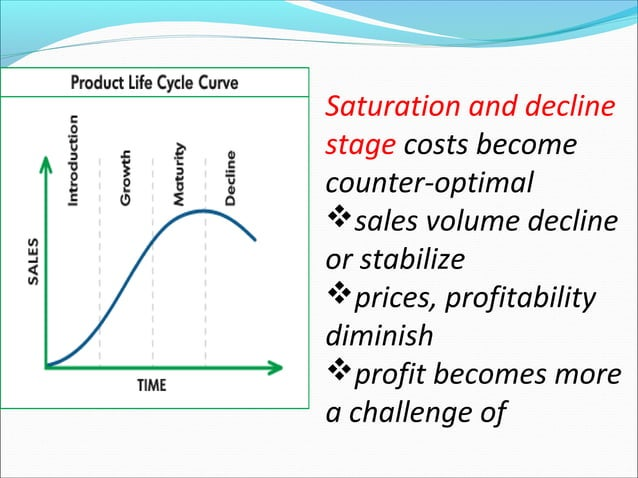 Product Life Cycle Curve
Introduction
Growth
Maturity
Decline
SALES
TIME
Saturation and decline
stage costs become
counter-optimal
❖sales volume decline
or stabilize
❖prices, profitability
diminish
❖profit becomes more
a challenge of